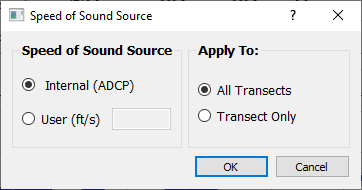 Speed of Sound Source
Speed of Sound Source
Internal (ADCP)
User (ft/s)
Apply To:
All Transects
Transect Only
OK
Cancel